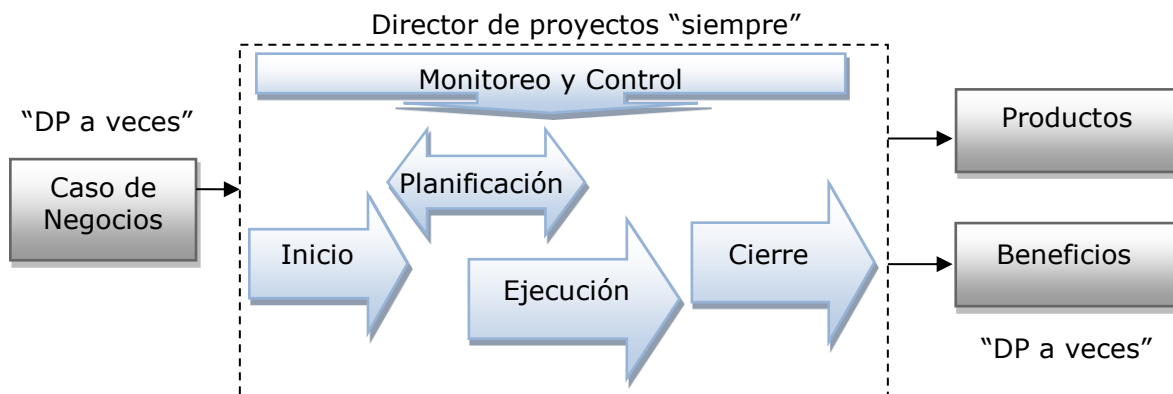 Director de proyectos “siempre”
Monitoreo y Control
“DP a veces”
Caso de
Negocios
Planificación
Inicio
Ejecución
Cierre
Productos
Beneficios
“DP a veces”